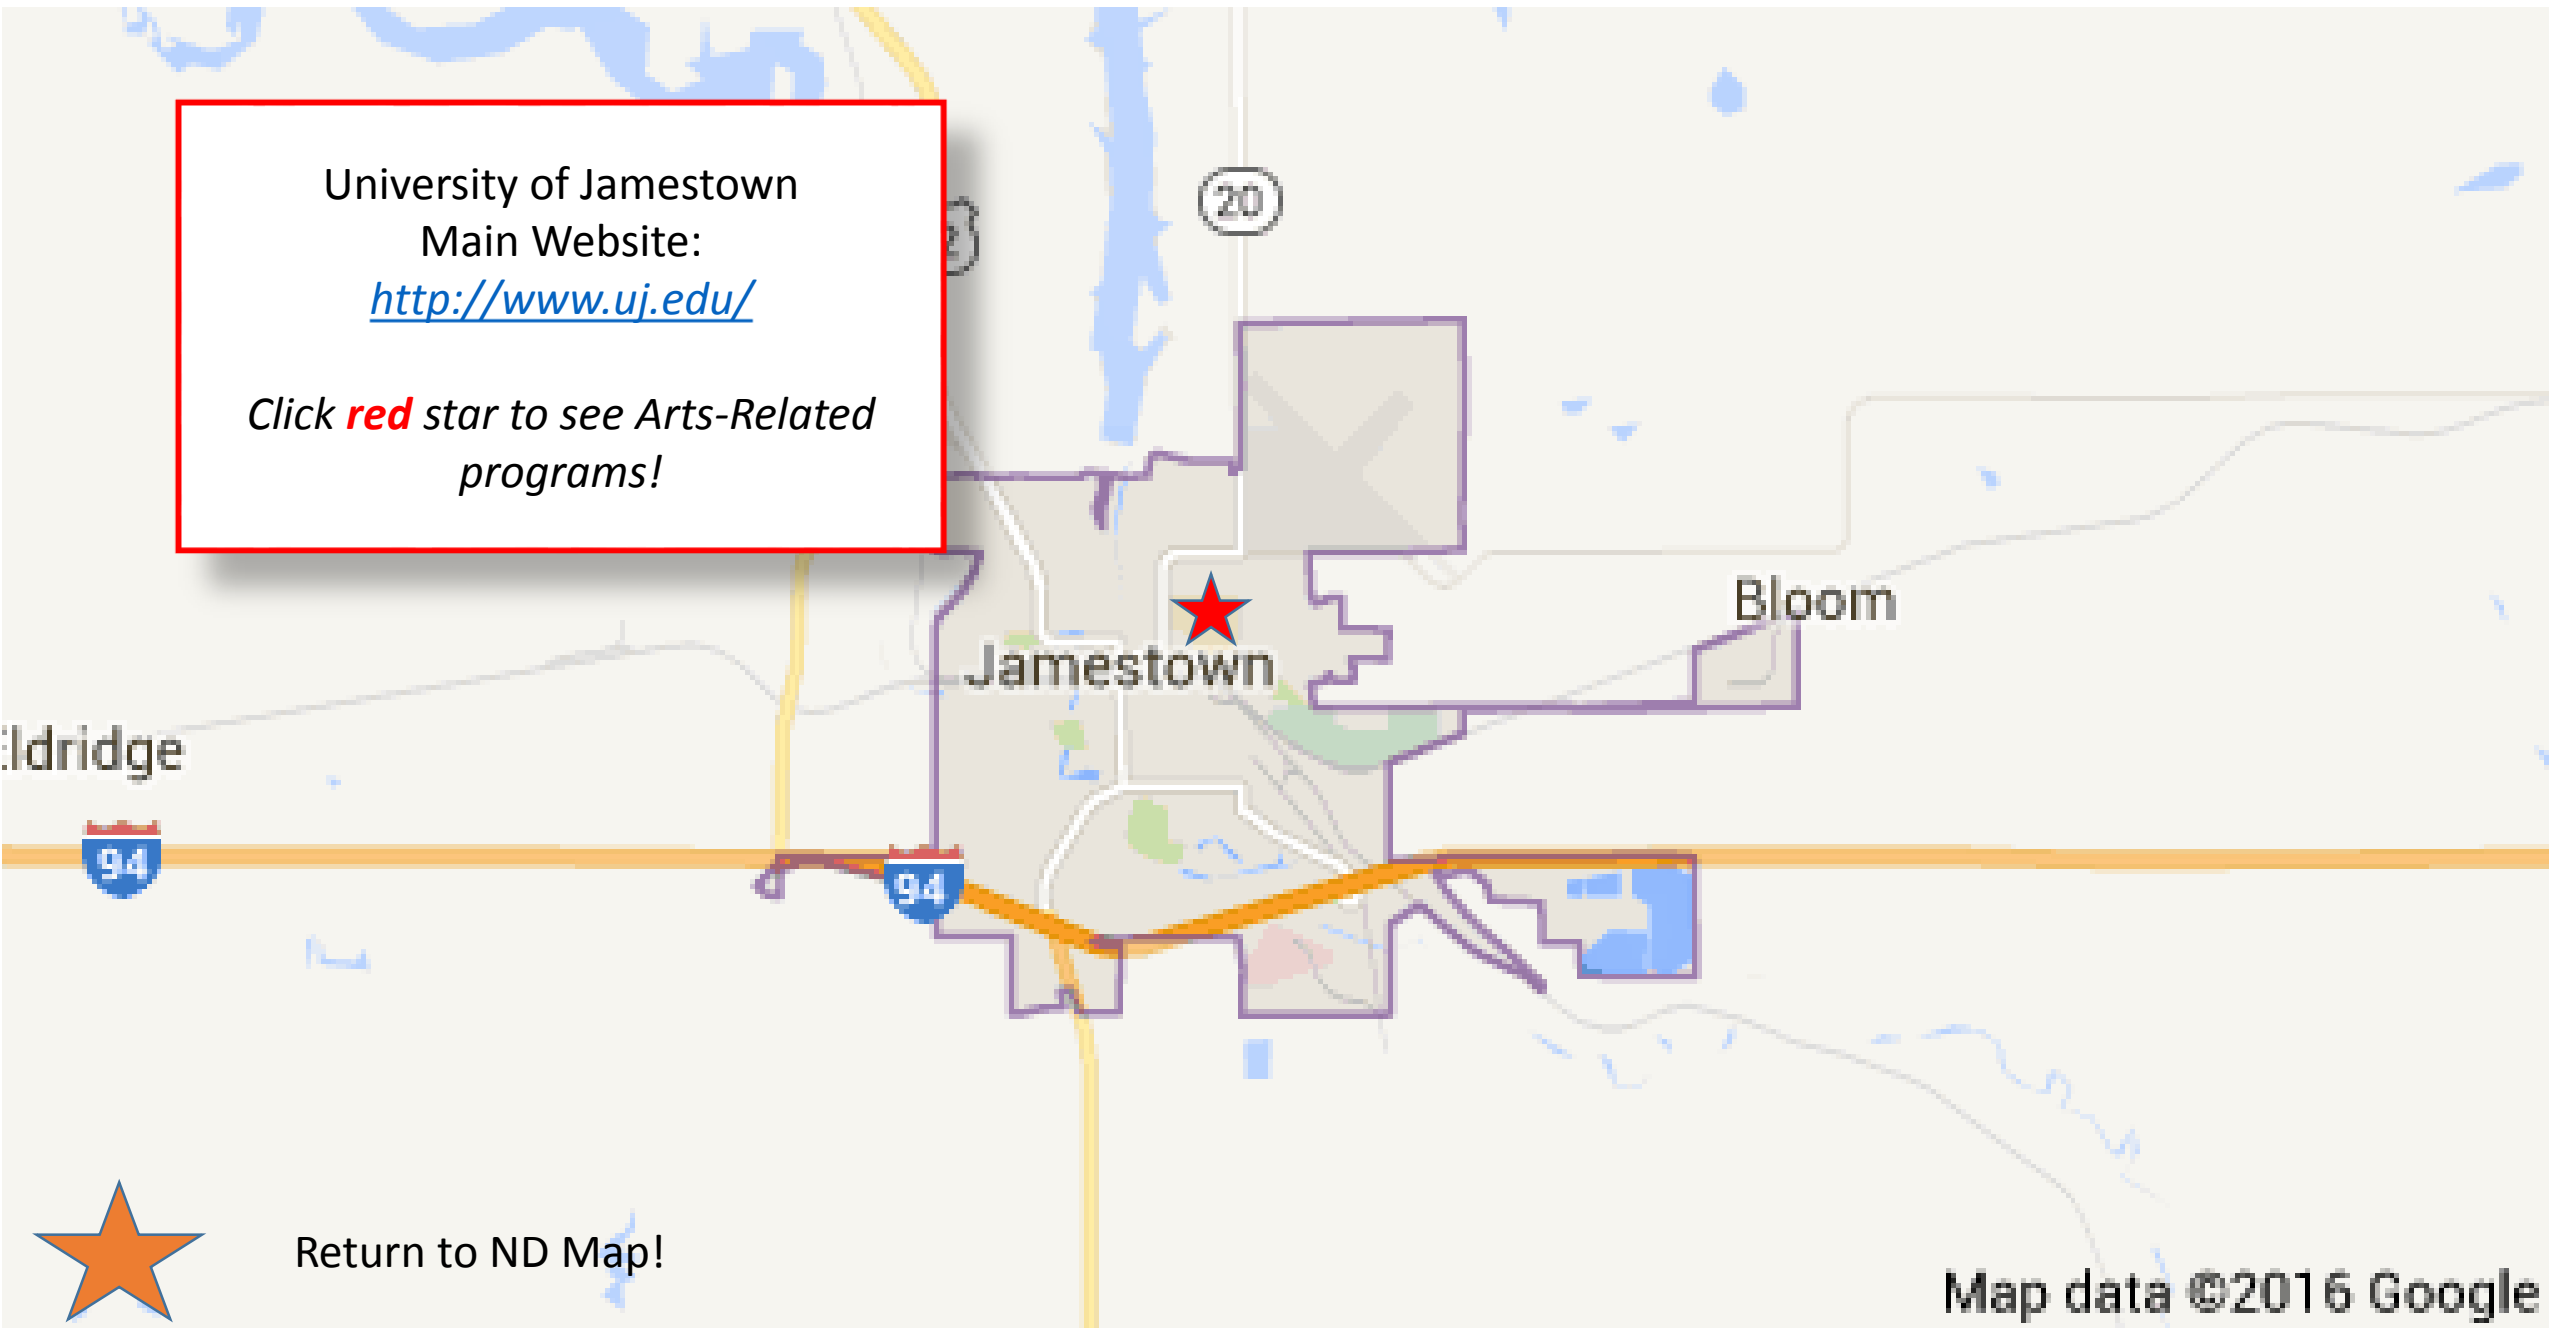 University of Jamestown
Main Website:
http://www.uj.edu/
Click red star to see Arts-Related
programs!
20
Bloom
Jamestown
94
94
Return to ND Map!
Map data ©2016 Google